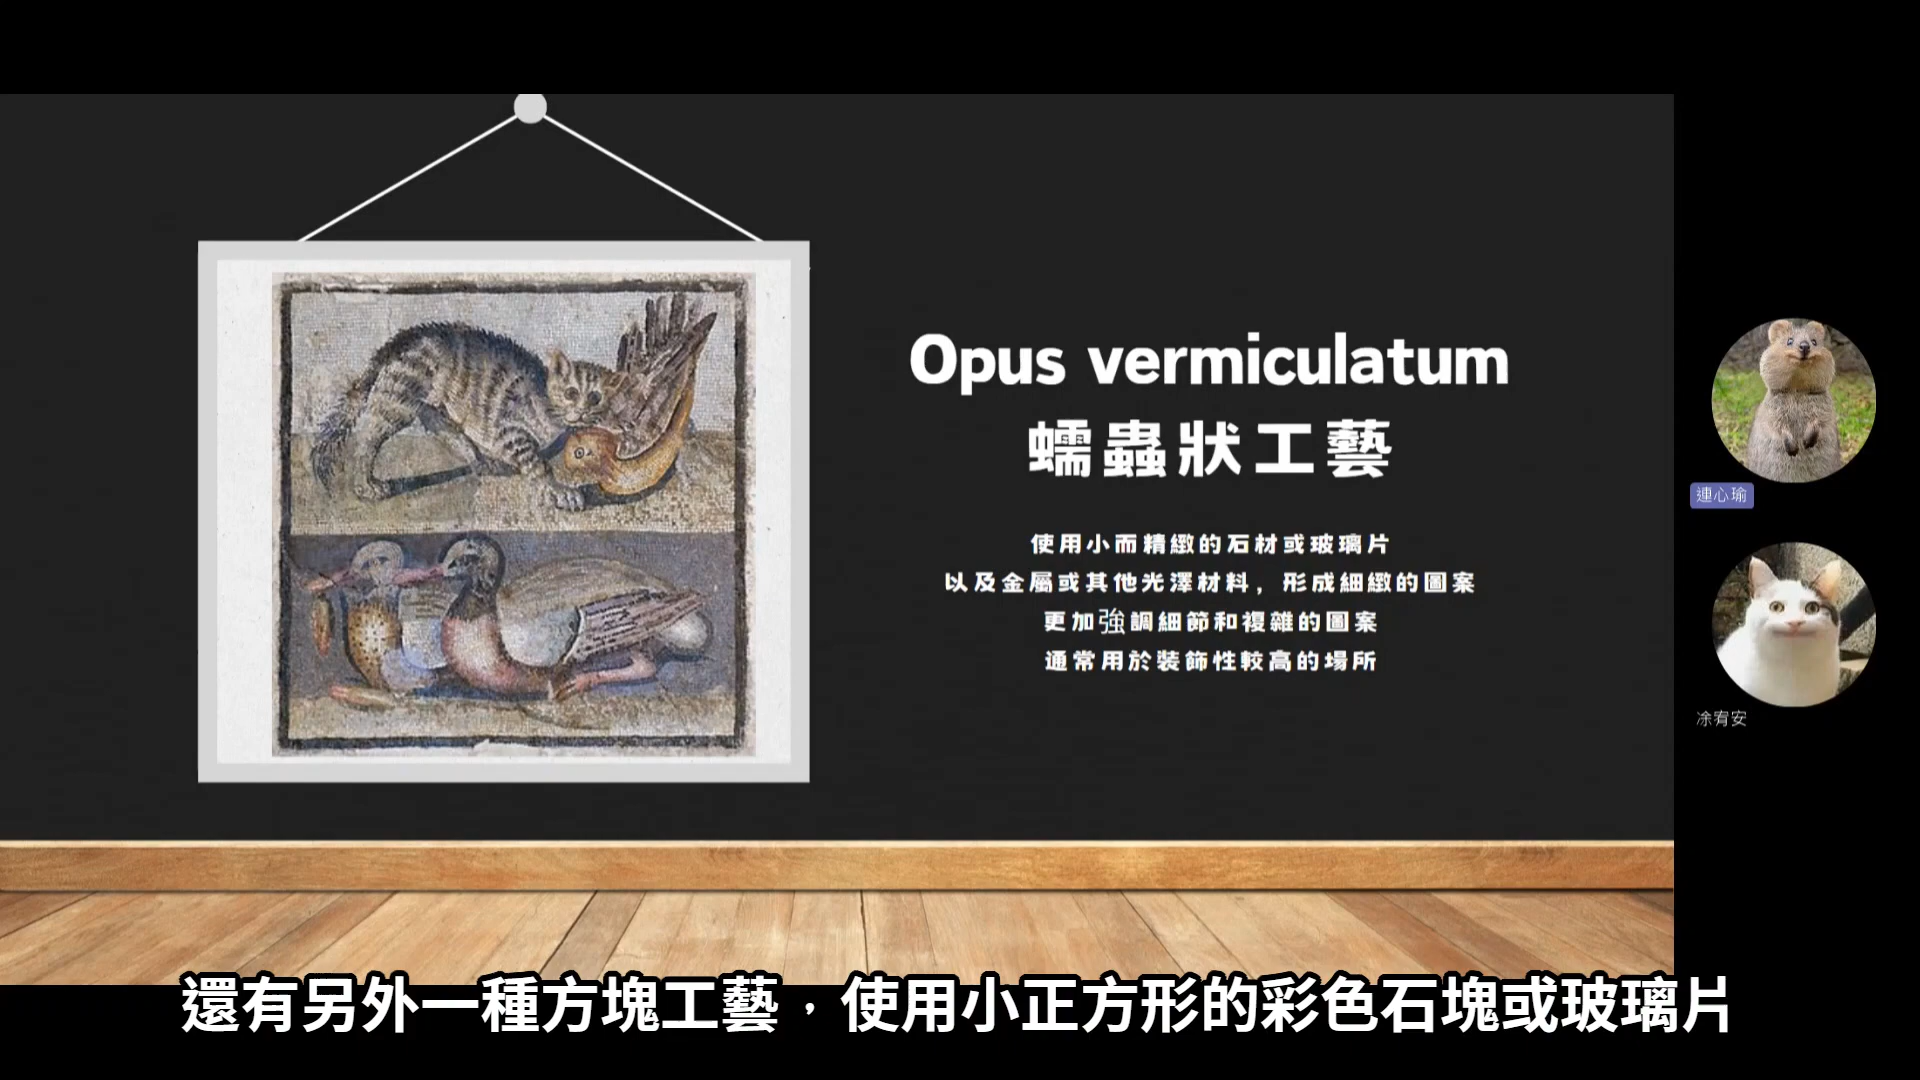 Opus vermiculatum
蠕蟲狀工藝
使用小而精緻的石材或玻璃片
以及金屬或其他光澤材料，形成細緻的圖案
更加強調細節和複雜的圖案
通常用於裝飾性較高的場所
連心瑜
凃宥安
還有另外一種方塊工藝，使用小正方形的彩色石塊或玻璃片